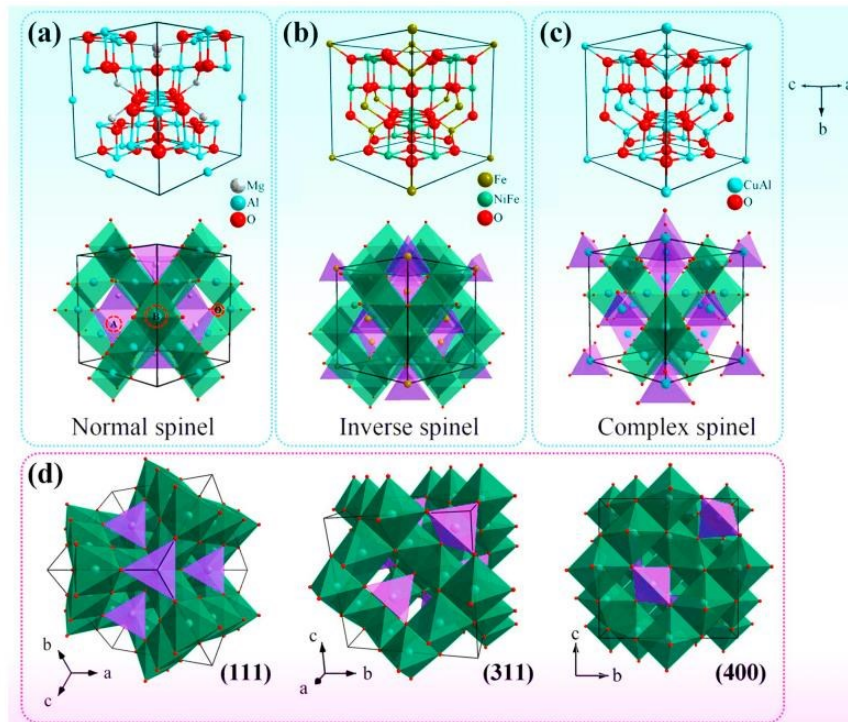 (a)
Mg
Al
O
A
B
O
Normal spinel
(b)
Fe
NiFe
O
Inverse spinel
(c)
CuAl
O
Complex spinel
c
a
b
(d)
b
a
c
(111)
c
b
a
(311)
c
b
(400)